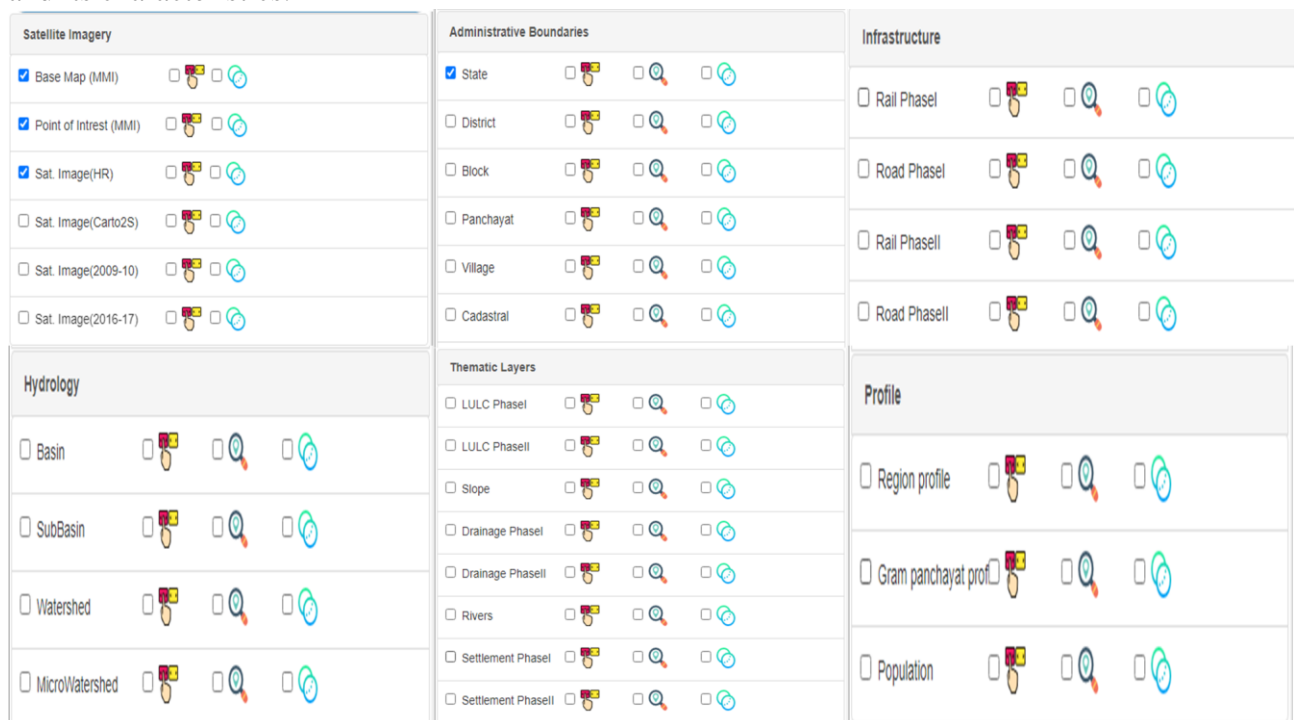 Satellite Imagery
Base Map (MMI)
Point of Intrest (MMI)
Sat. Image(HR)
Sat. Image(Carto2S)
Sat. Image(2009-10)
Sat. Image(2016-17)
Administrative Boundaries
State
District
Block
Panchayat
Village
Cadastral
Infrastructure
Rail PhaseI
Road PhaseI
Rail PhaseII
Road PhaseII
Hydrology
Basin
SubBasin
Watershed
MicroWatershed
Thematic Layers
LULC PhaseI
LULC PhaseII
Slope
Drainage PhaseI
Drainage PhaseII
Rivers
Settlement PhaseI
Settlement PhaseII
Profile
Region profile
Gram panchayat prof
Population